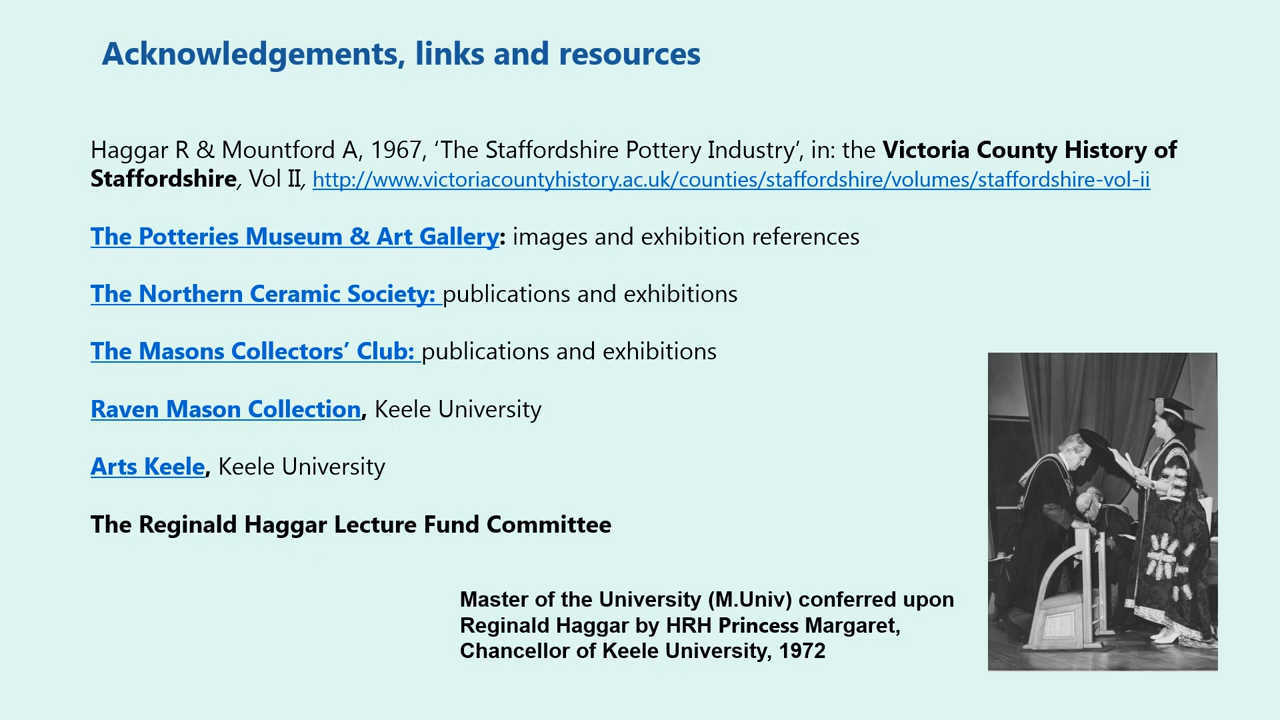 Acknowledgements, links and resources
Haggar R & Mountford A, 1967, ‘The Staffordshire Pottery Industry’, in: the Victoria County History of
Staffordshire, Vol II, http://www.victoriacountyhistory.ac.uk/counties/staffordshire/volumes/staffordshire-vol-ii
The Potteries Museum & Art Gallery: images and exhibition references
The Northern Ceramic Society: publications and exhibitions
The Masons Collectors’ Club: publications and exhibitions
Raven Mason Collection, Keele University
Arts Keele, Keele University
The Reginald Haggar Lecture Fund Committee
Master of the University (M.Univ) conferred upon
Reginald Haggar by HRH Princess Margaret,
Chancellor of Keele University, 1972